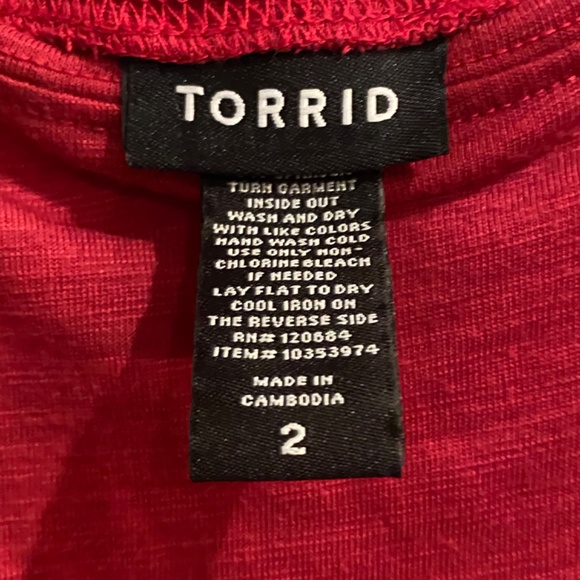 TORRID
TURN GARMENT
INSIDE OUT
WASH AND DRY
WITH LIKE COLORS
HAND WASH COLD
USE ONLY NON-
CHLORINE BLEACH
IF NEEDED
LAY FLAT TO DRY
COOL IRON ON
THE REVERSE SIDE
RN# 120684
ITEM# 10353974
MADE IN
CAMBODIA
2